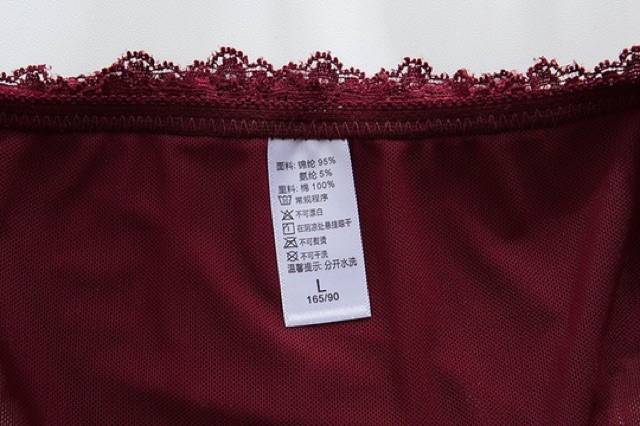 面料: 锦纶 95%
氨纶 5%
里料: 棉 100%
常规程序
不可漂白
在阴凉处悬挂晾干
不可熨烫
不可干洗
温馨提示: 分开水洗
L
165/90